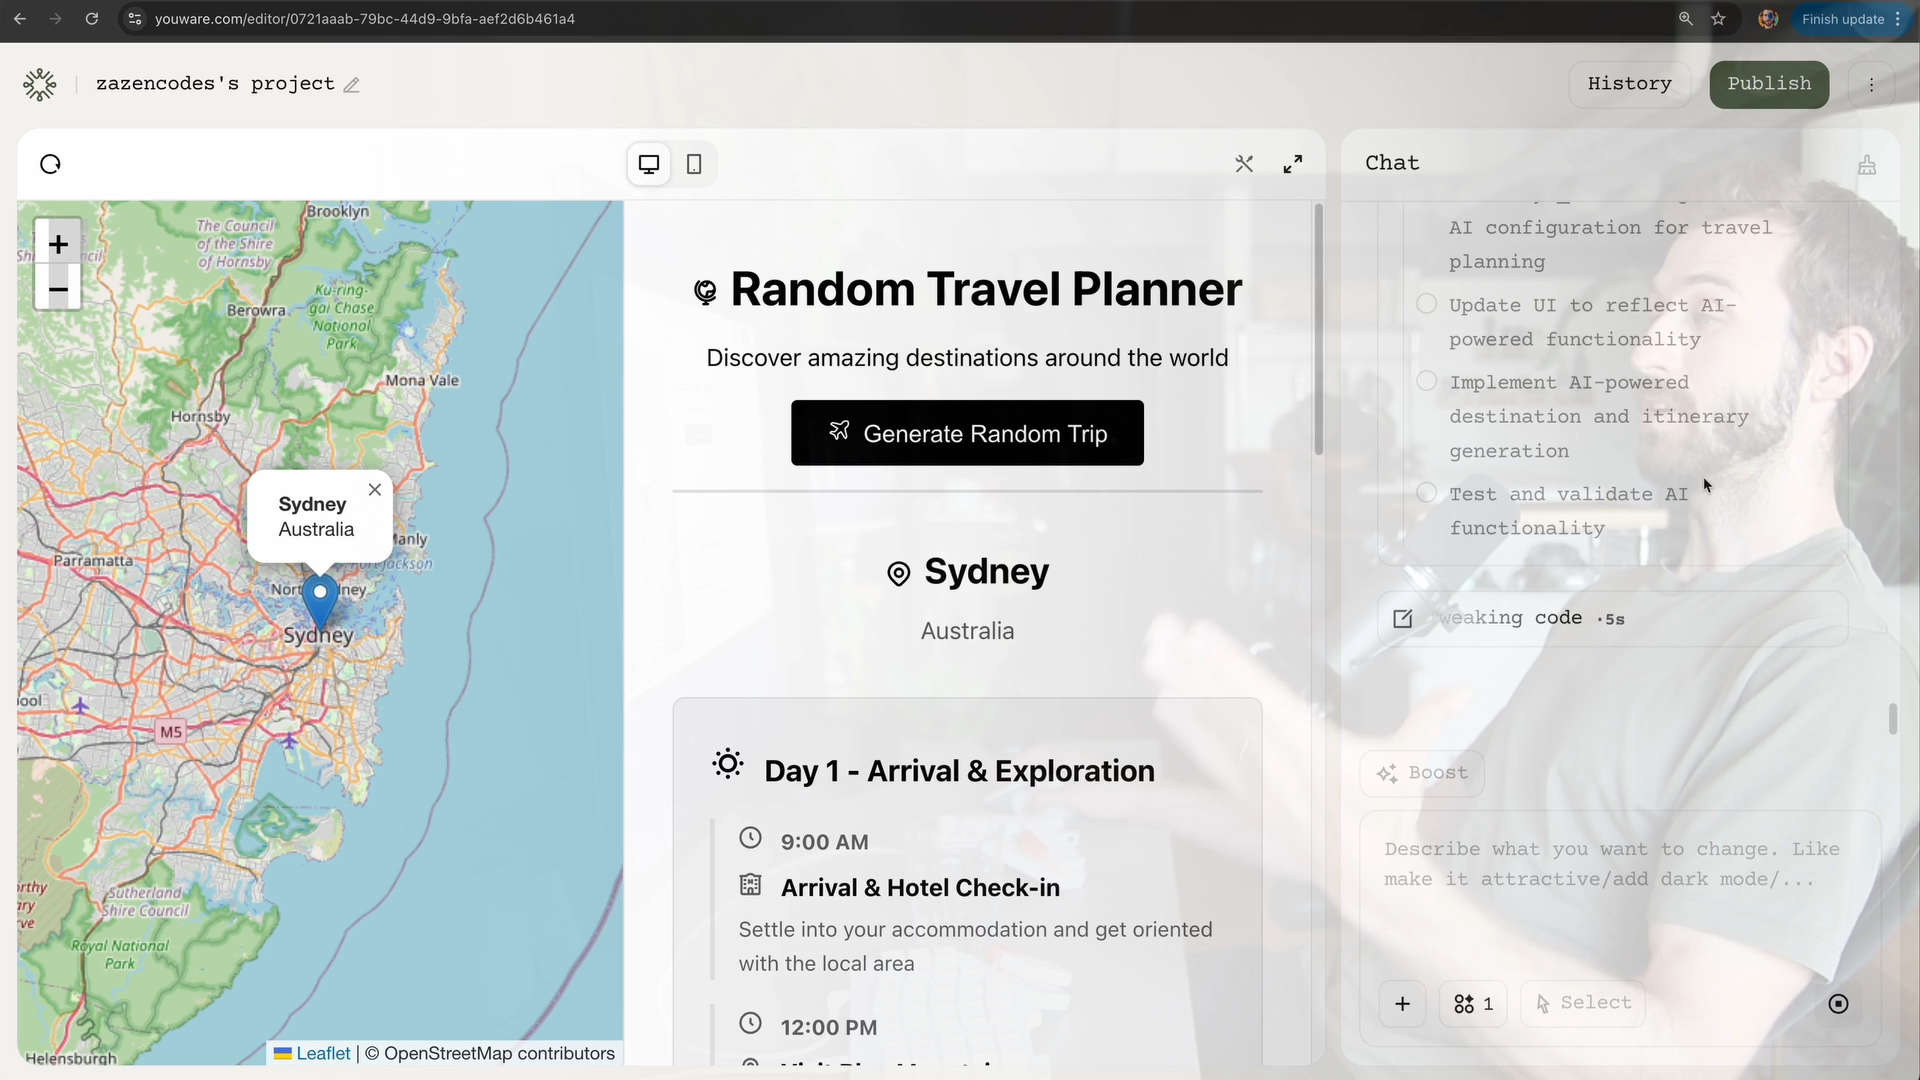 youware.com/editor/0721aaab-79bc-44d9-9bfa-aef2d6b461a4
Finish update
zazencodes's project
History
Publish
Chat
Brooklyn
The Council
of the Shire
of Hornsby
Berowra
Ku-ring-
gai Chase
National
Park
Mona Vale
Hornsby
Sydney
Australia
Manly
Parramatta
Sydney
M5
Sutherland
Shire Council
Royal National
Park
Helensburgh
+
−
Leaflet | © OpenStreetMap contributors
Random Travel Planner
Discover amazing destinations around the world
Generate Random Trip
Sydney
Australia
Day 1 - Arrival & Exploration
9:00 AM
Arrival & Hotel Check-in
Settle into your accommodation and get oriented
with the local area
12:00 PM
AI configuration for travel
planning
Update UI to reflect AI-
powered functionality
Implement AI-powered
destination and itinerary
generation
Test and validate AI
functionality
weaking code ·5s
Boost
Describe what you want to change. Like
make it attractive/add dark mode/...
+
1
Select